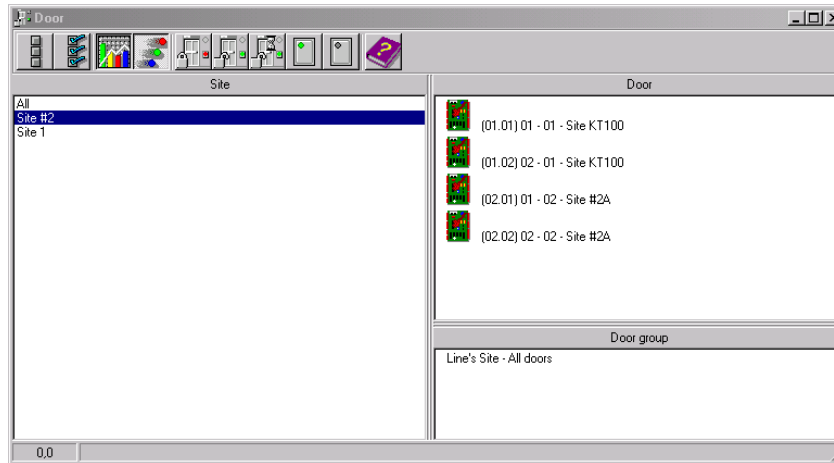 Door
Site
Door
All
Site #2
Site 1
(01.01) 01 - 01 - Site KT100
(01.02) 02 - 01 - Site KT100
(02.01) 01 - 02 - Site #2A
(02.02) 02 - 02 - Site #2A
Door group
Line's Site - All doors
0,0